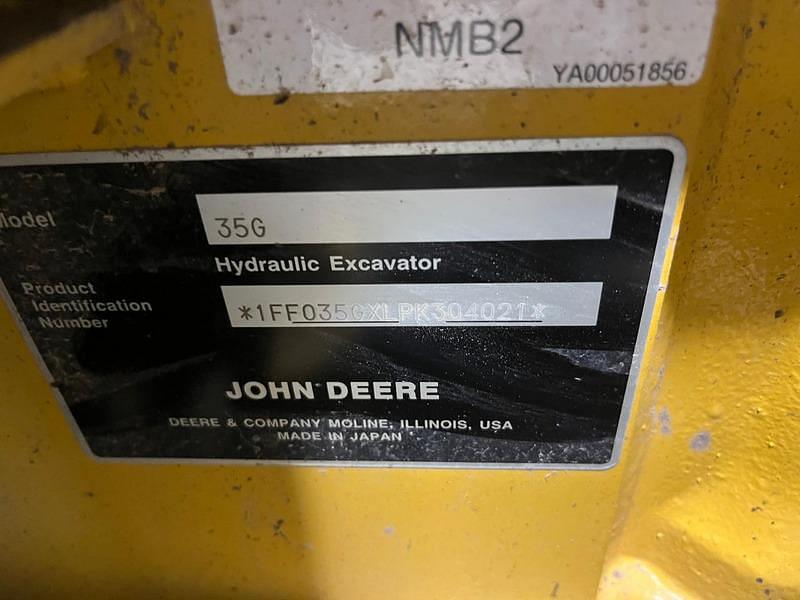 NMB2
YA00051856
Model
35G
Hydraulic Excavator
Product
Identification
Number
*1FF035GXLPK304021*
JOHN DEERE
DEERE & COMPANY MOLINE, ILLINOIS, USA
MADE IN JAPAN